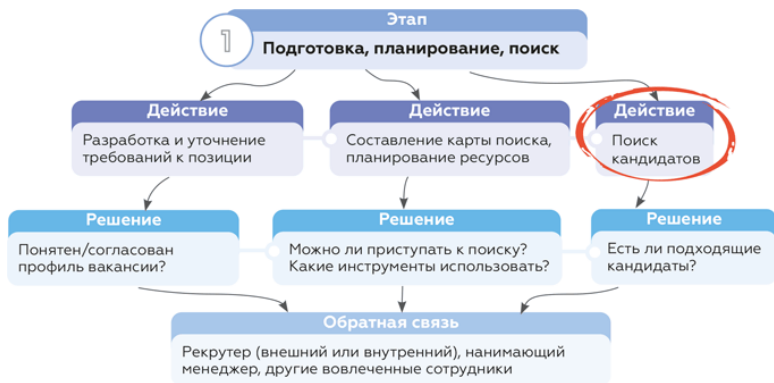 1
Этап
Подготовка, планирование, поиск
Действие
Разработка и уточнение
требований к позиции
Действие
Составление карты поиска,
планирование ресурсов
Действие
Поиск
кандидатов
Решение
Понятен/согласован
профиль вакансии?
Решение
Можно ли приступать к поиску?
Какие инструменты использовать?
Решение
Есть ли подходящие
кандидаты?
Обратная связь
Рекрутер (внешний или внутренний), нанимающий
менеджер, другие вовлеченные сотрудники